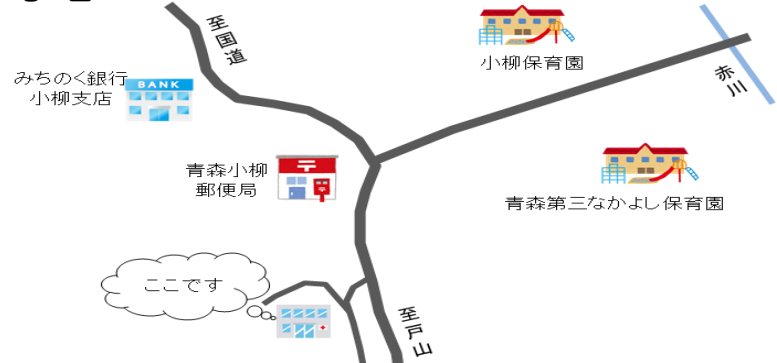 至国道
みちのく銀行
小柳支店
BANK
小柳保育園
赤川
青森小柳
郵便局
青森第三なかよし保育園
ここです
至戸山